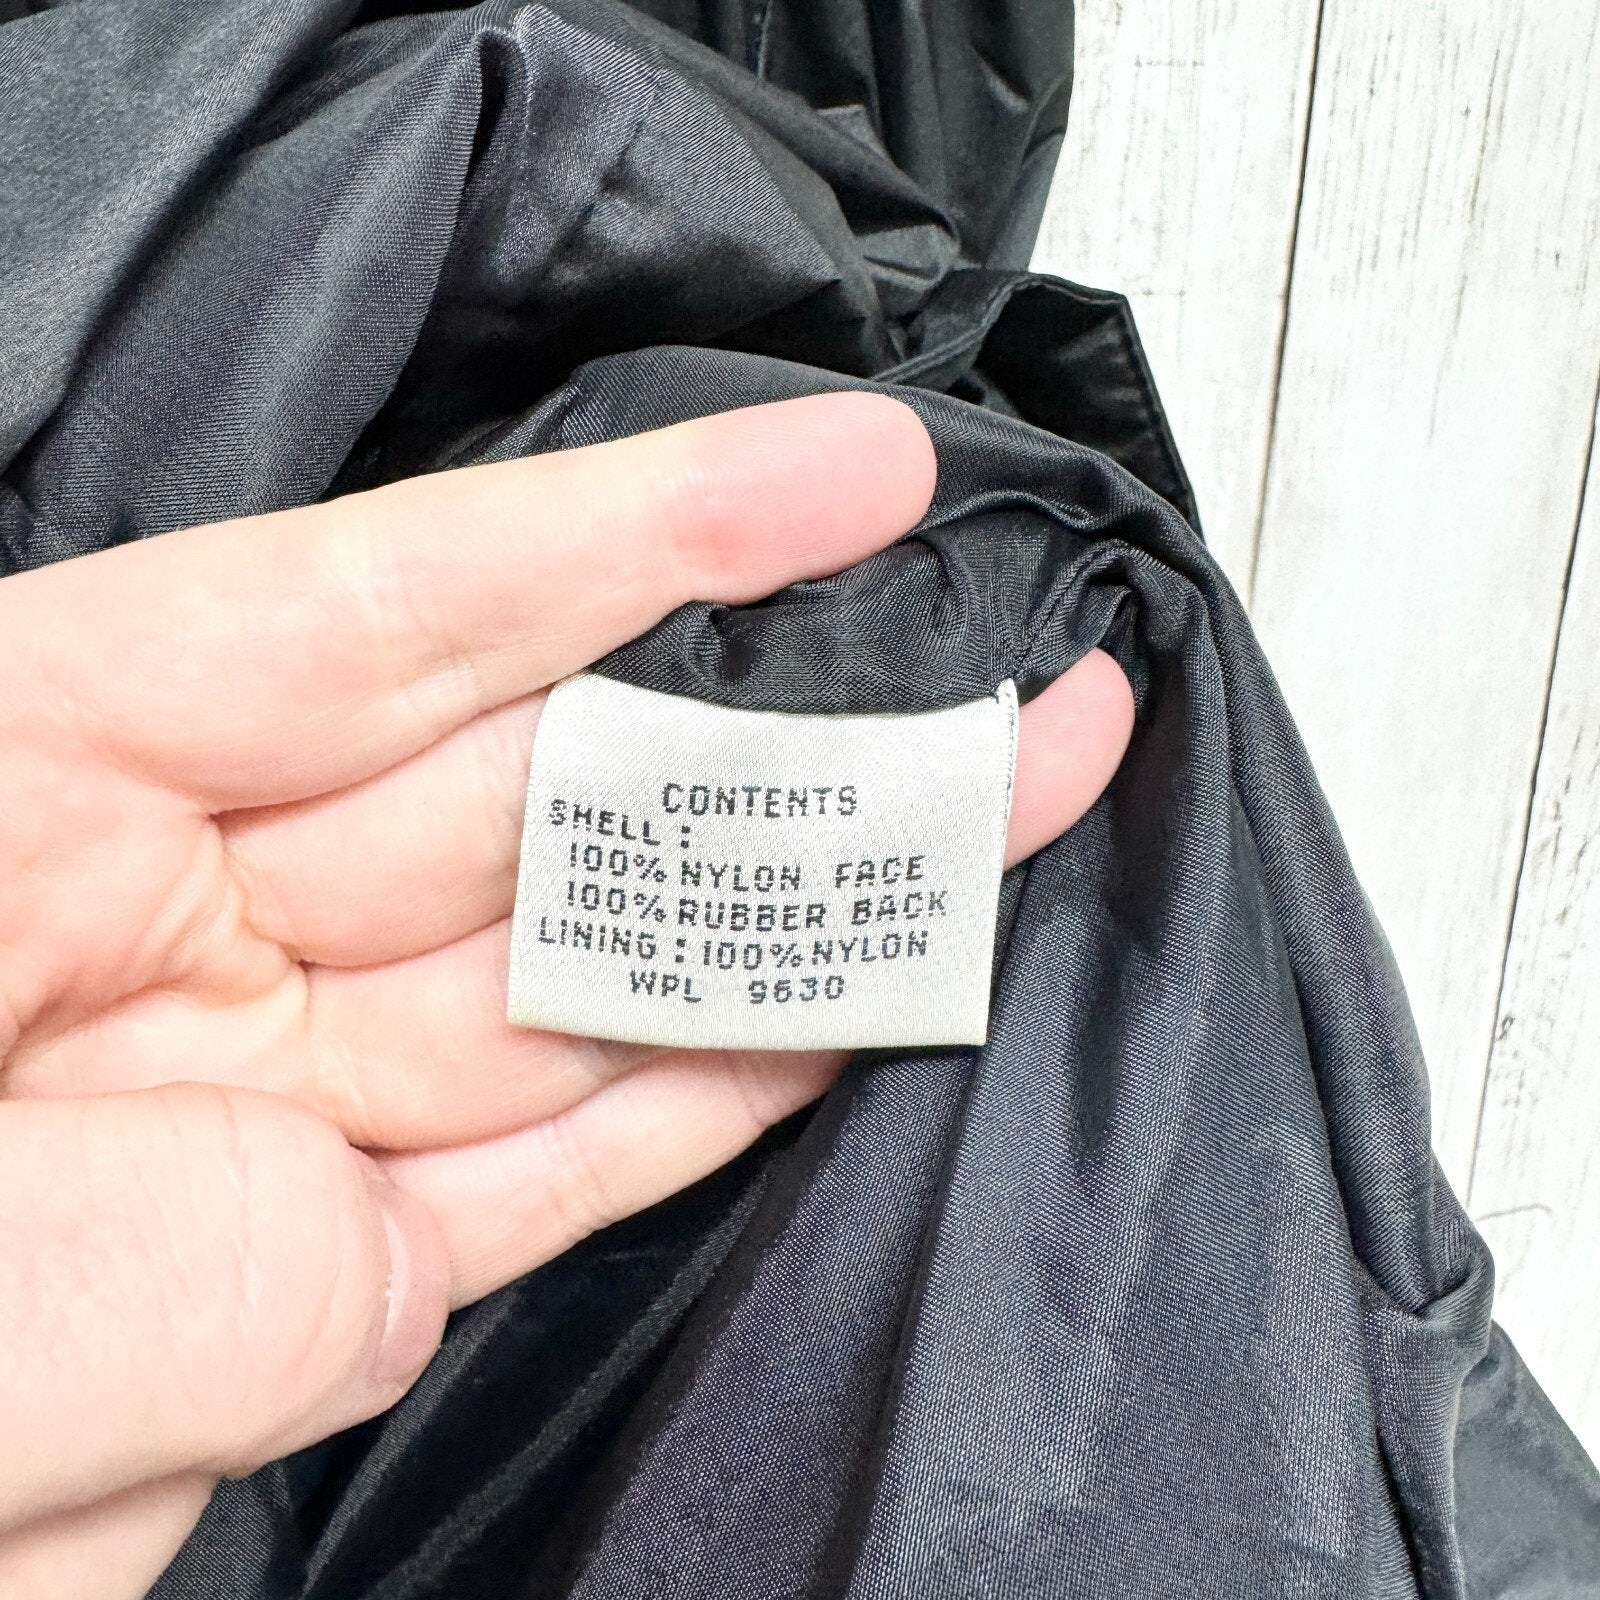 CONTENTS
SHELL:
100% NYLON FACE
100% RUBBER BACK
LINING: 100% NYLON
WPL 9630